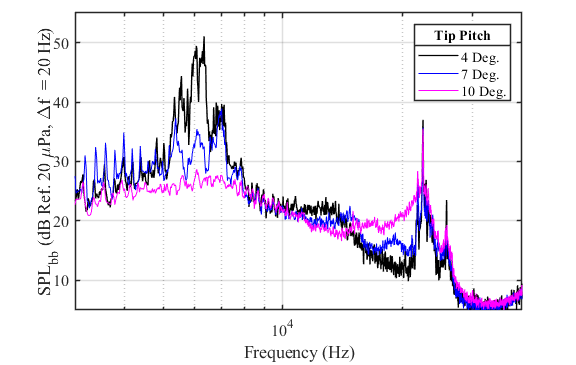 50
40
30
20
10
SPL_bb (dB Ref. 20 μPa, Δf = 20 Hz)
Tip Pitch
4 Deg.
7 Deg.
10 Deg.
10^4
Frequency (Hz)